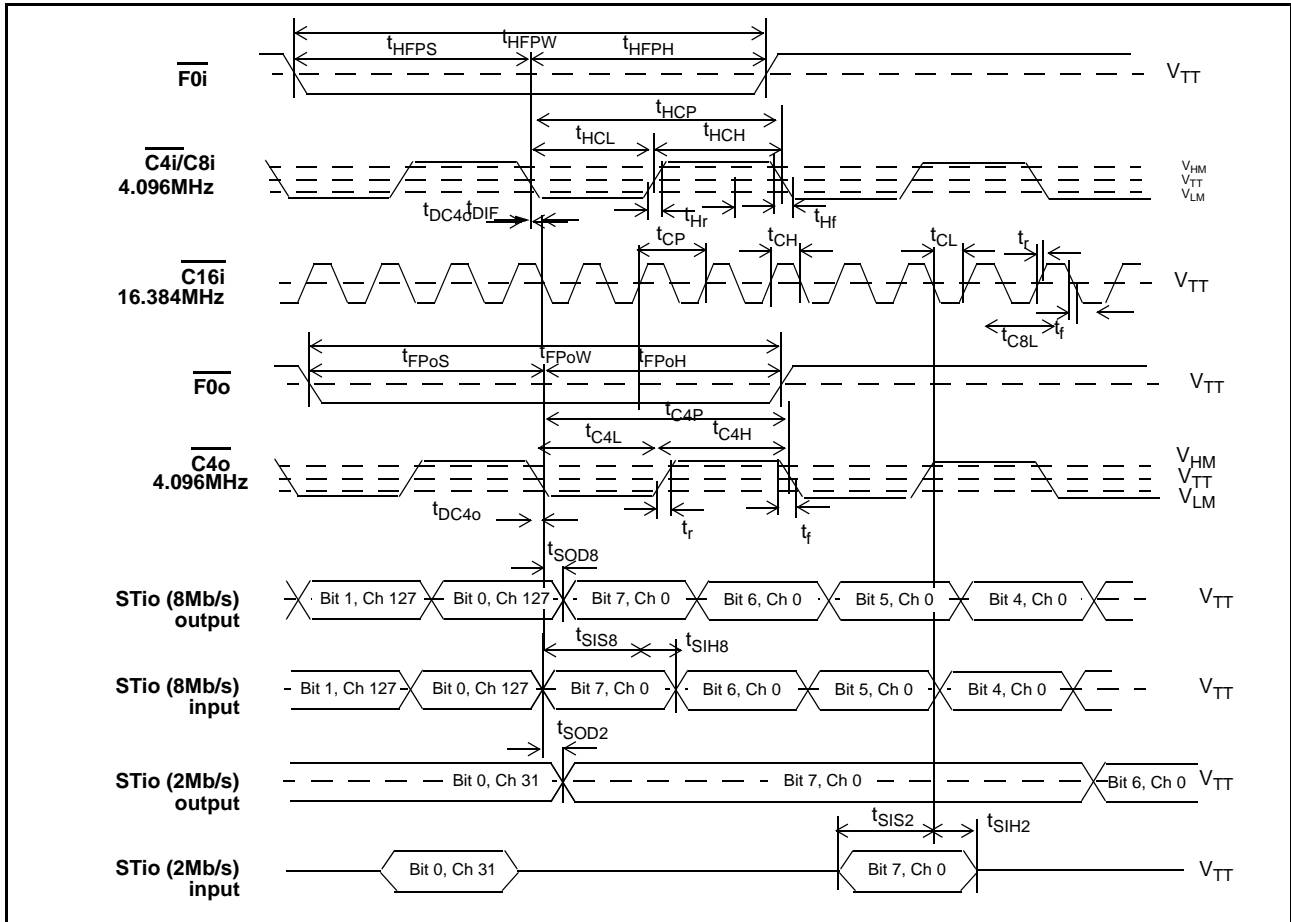 tHFPS tHFPW tHFPH
F0i VTT
tHCP
tHCL tHCH
C4i/C8i
4.096MHz
VHM
VTT
VLM
tDC4o tDIF tHr tHf
tCP tCH tCL tr
C16i
16.384MHz
VTT
tC8L tf
tFPoS tFPoW tFPoH
F0o VTT
tC4P
tC4L tC4H
C4o
4.096MHz
VHM
VTT
VLM
tDC4o tr tf
tSOD8
STio (8Mb/s)
output
Bit 1, Ch 127 Bit 0, Ch 127 Bit 7, Ch 0 Bit 6, Ch 0 Bit 5, Ch 0 Bit 4, Ch 0 VTT
tSIS8 tSIH8
STio (8Mb/s)
input
Bit 1, Ch 127 Bit 0, Ch 127 Bit 7, Ch 0 Bit 6, Ch 0 Bit 5, Ch 0 Bit 4, Ch 0 VTT
tSOD2
STio (2Mb/s)
output
Bit 0, Ch 31 Bit 7, Ch 0 Bit 6, Ch 0 VTT
tSIS2 tSIH2
STio (2Mb/s)
input
Bit 0, Ch 31 Bit 7, Ch 0 VTT